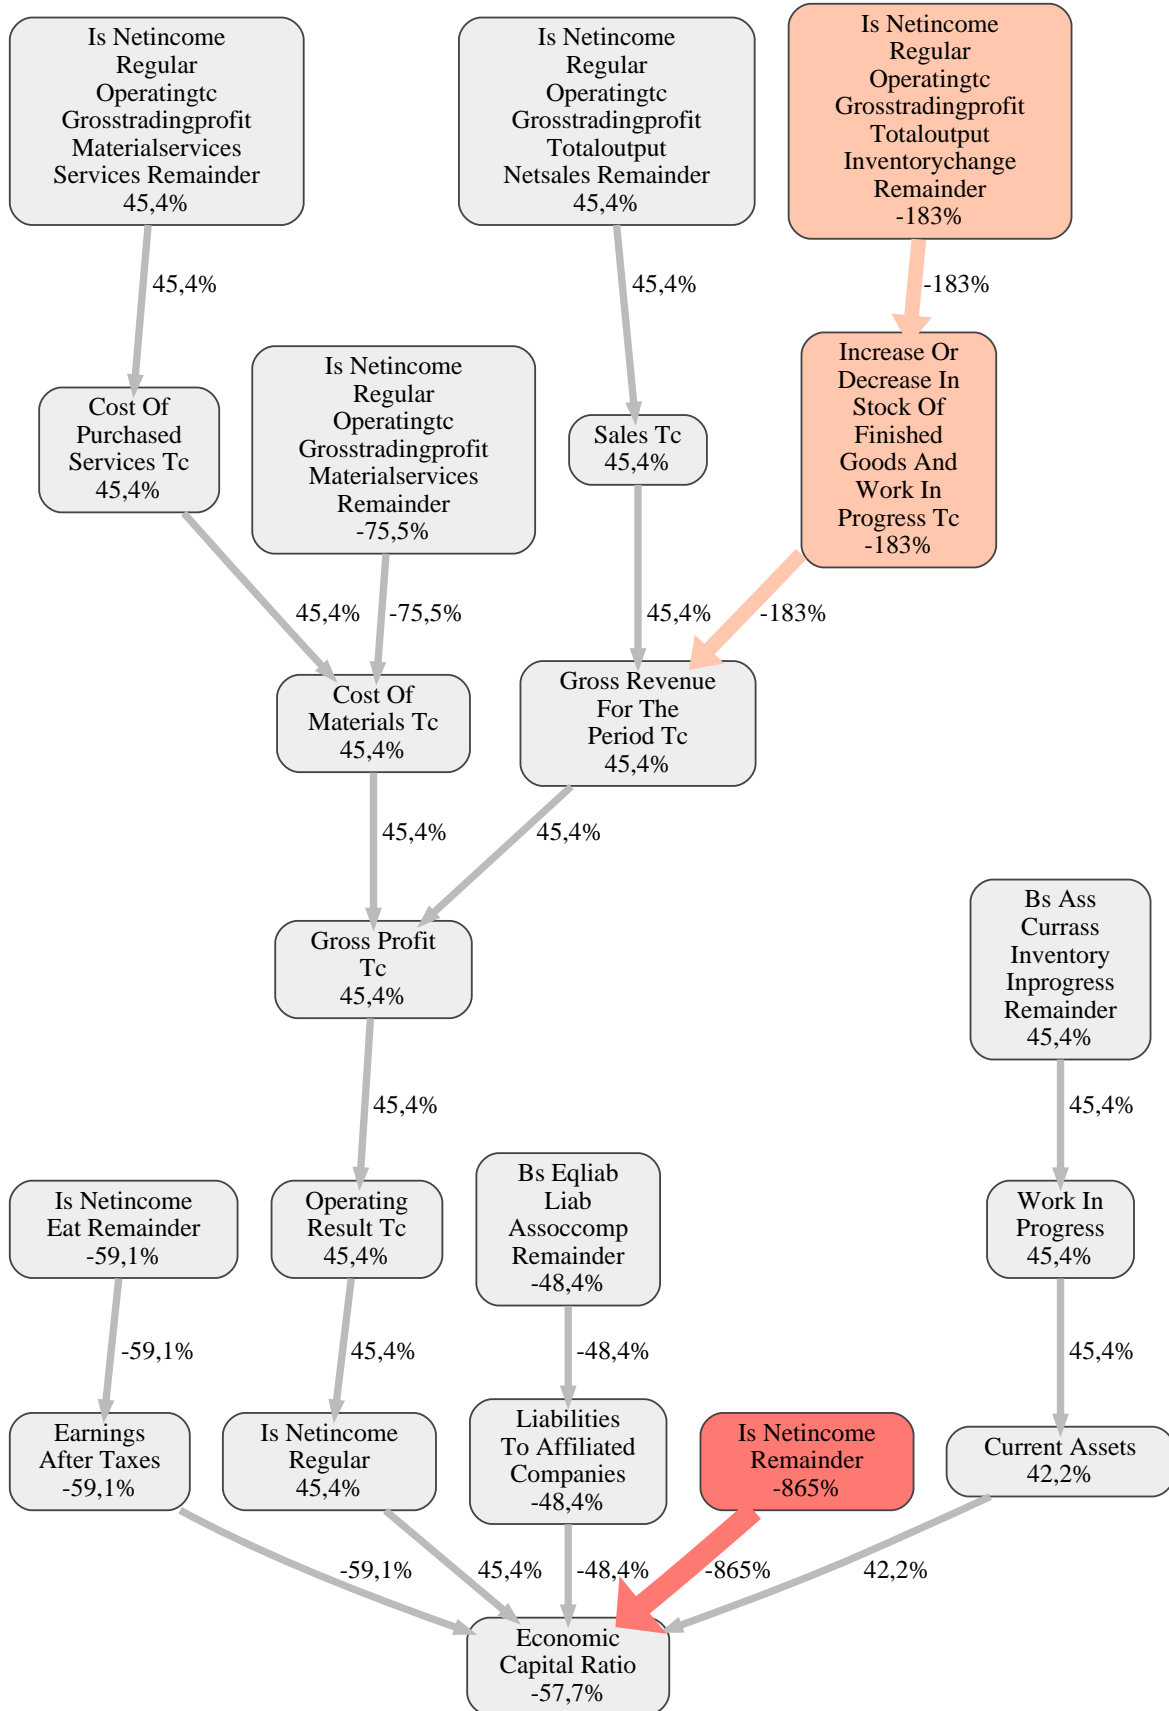 Is Netincome
Regular
Operatingtc
Grosstradingprofit
Materialservices
Services Remainder
45,4%
Is Netincome
Regular
Operatingtc
Grosstradingprofit
Totaloutput
Netsales Remainder
45,4%
Is Netincome
Regular
Operatingtc
Grosstradingprofit
Totaloutput
Inventorychange
Remainder
-183%
45,4%
45,4%
-183%
Cost Of
Purchased
Services Tc
45,4%
Is Netincome
Regular
Operatingtc
Grosstradingprofit
Materialservices
Remainder
-75,5%
Sales Tc
45,4%
Increase Or
Decrease In
Stock Of
Finished
Goods And
Work In
Progress Tc
-183%
45,4%
-75,5%
45,4%
-183%
Cost Of
Materials Tc
45,4%
Gross Revenue
For The
Period Tc
45,4%
45,4%
45,4%
Gross Profit
Tc
45,4%
Bs Ass
Currass
Inventory
Inprogress
Remainder
45,4%
45,4%
45,4%
Is Netincome
Eat Remainder
-59,1%
Operating
Result Tc
45,4%
Bs Eqliab
Liab
Assoccomp
Remainder
-48,4%
Work In
Progress
45,4%
-59,1%
45,4%
-48,4%
45,4%
Earnings
After Taxes
-59,1%
Is Netincome
Regular
45,4%
Liabilities
To Affiliated
Companies
-48,4%
Is Netincome
Remainder
-865%
Current Assets
42,2%
-59,1%
45,4%
-48,4%
-865%
42,2%
Economic
Capital Ratio
-57,7%